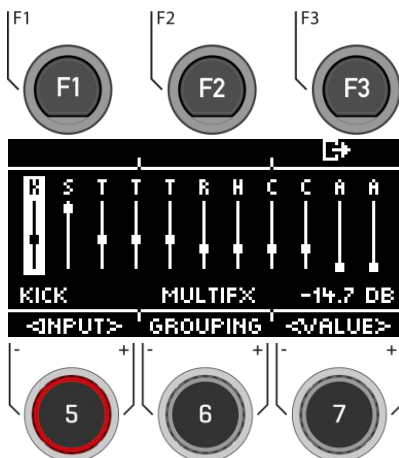 F1 F2 F3
F1 F2 F3
K S T T T R H C C A A
KICK MULTIFX -14.7 DB
<INPUT> GROUPING <VALUE>
- + - + - +
5 6 7